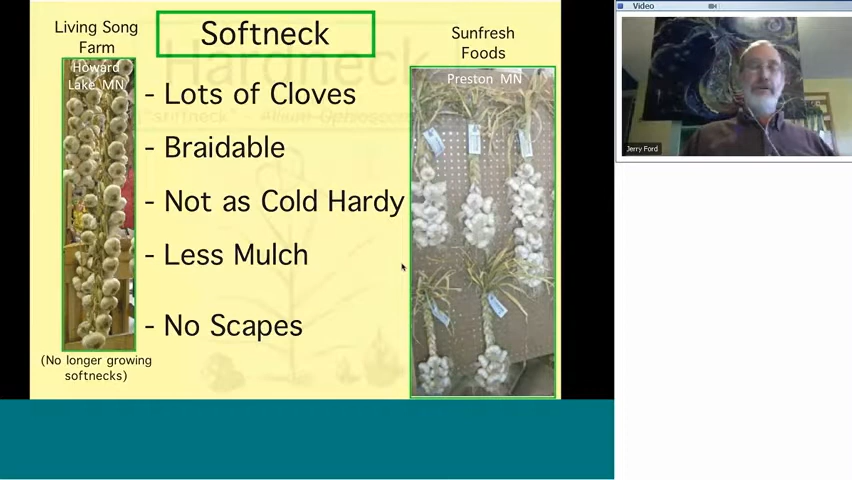 Living Song
Farm
Howard
Lake MN
Softneck
Sunfresh
Foods
Preston MN
- Lots of Cloves
- Braidable
- Not as Cold Hardy
- Less Mulch
- No Scapes
(No longer growing
softnecks)
Hardneck
Video
Jerry Ford